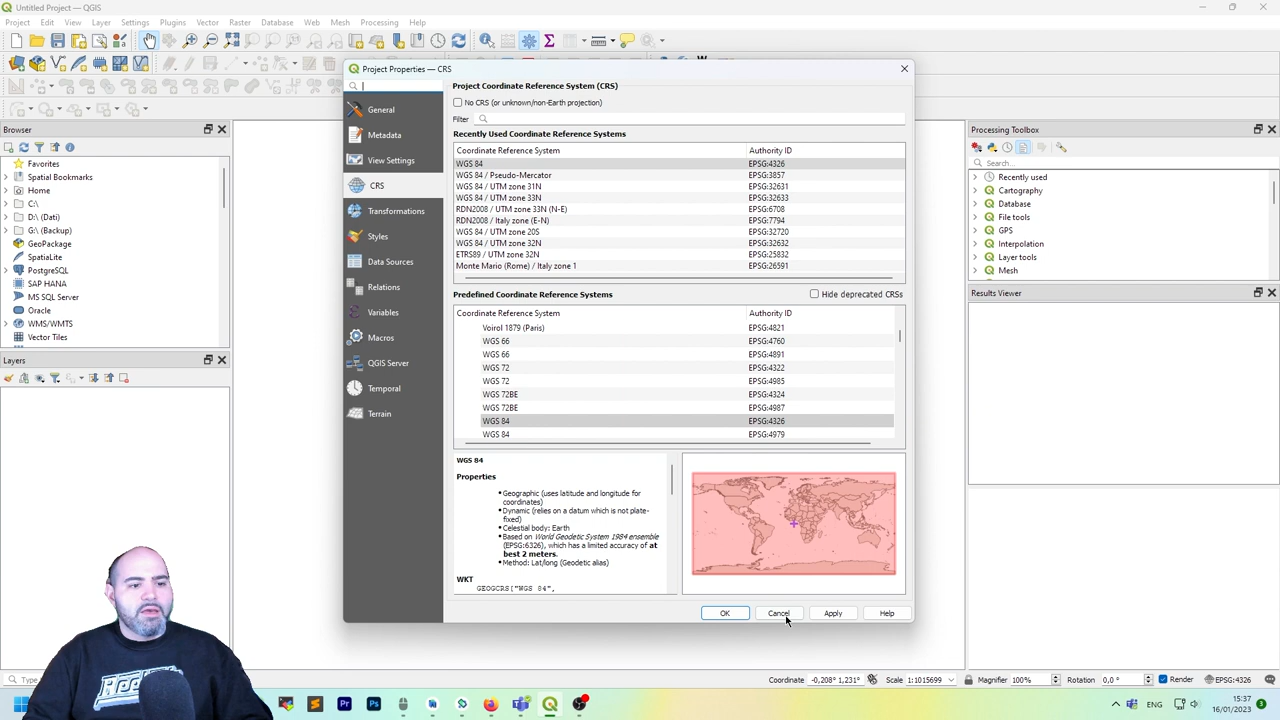 Untitled Project — QGIS
Project Edit View Layer Settings Plugins Vector Raster Database Web Mesh Processing Help
Project Properties — CRS
General
Metadata
View Settings
CRS
Transformations
Styles
Data Sources
Relations
Variables
Macros
QGIS Server
Temporal
Terrain
Project Coordinate Reference System (CRS)
No CRS (or unknown/non-Earth projection)
Filter
Recently Used Coordinate Reference Systems
Coordinate Reference System Authority ID
WGS 84 EPSG:4326
WGS 84 / Pseudo-Mercator EPSG:3857
WGS 84 / UTM zone 31N EPSG:32631
WGS 84 / UTM zone 33N EPSG:32633
RDN2008 / UTM zone 33N (N-E) EPSG:6708
RDN2008 / Italy zone (E-N) EPSG:7794
WGS 84 / UTM zone 20S EPSG:32720
WGS 84 / UTM zone 32N EPSG:32632
ETRS89 / UTM zone 32N EPSG:25832
Monte Mario (Rome) / Italy zone 1 EPSG:26591
Predefined Coordinate Reference Systems Hide deprecated CRSs
Coordinate Reference System Authority ID
Voirol 1879 (Paris) EPSG:4821
WGS 66 EPSG:4760
WGS 66 EPSG:4891
WGS 72 EPSG:4322
WGS 72 EPSG:4985
WGS 72BE EPSG:4324
WGS 72BE EPSG:4987
WGS 84 EPSG:4326
WGS 84 EPSG:4979
WGS 84
Properties
• Geographic (uses latitude and longitude for
coordinates)
• Dynamic (relies on a datum which is not plate-
fixed)
• Celestial body: Earth
• Based on World Geodetic System 1984 ensemble
(EPSG:6326), which has a limited accuracy of at
best 2 meters.
• Method: Lat/long (Geodetic alias)
WKT
GEOGCRS["WGS 84",
OK Cancel Apply Help
Browser
Favorites
Spatial Bookmarks
Home
C:\
D:\ (Dati)
G:\ (Backup)
GeoPackage
SpatiaLite
PostgreSQL
SAP HANA
MS SQL Server
Oracle
WMS/WMTS
Vector Tiles
Layers
Processing Toolbox
Search...
Recently used
Cartography
Database
File tools
GPS
Interpolation
Layer tools
Mesh
Results Viewer
Coordinate -0,208° 1,231° Scale 1:1015699 Magnifier 100% Rotation 0,0 ° Render EPSG:4326
Pr Ps ENG 15:37
16/01/2023